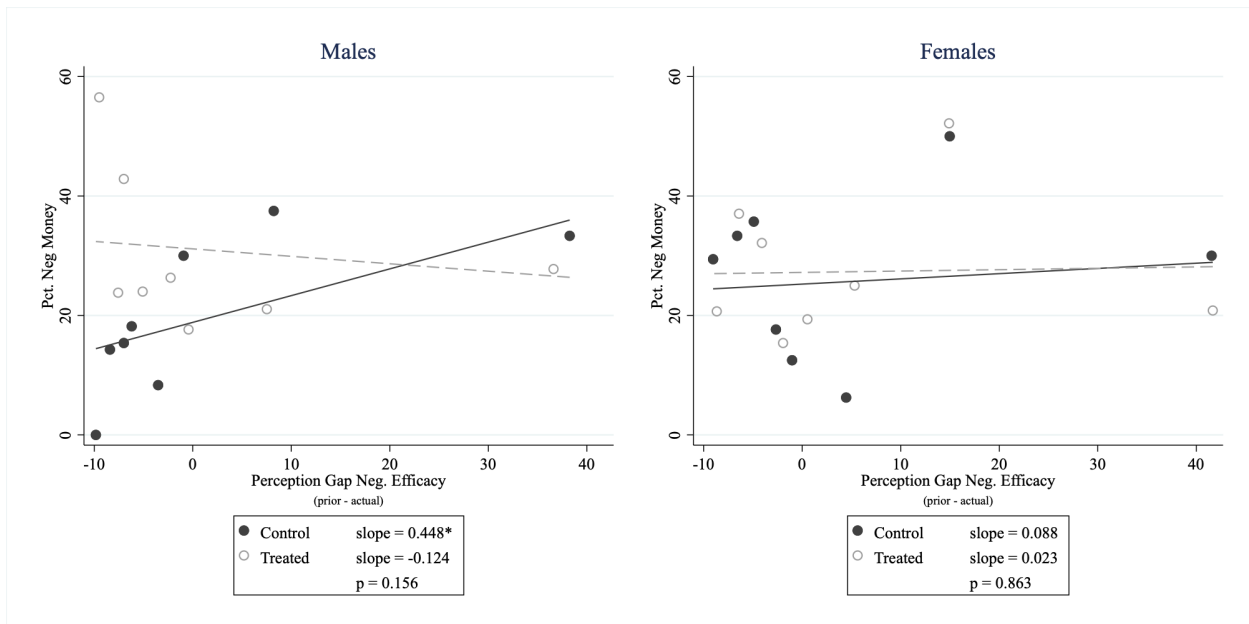 Males
60
40
20
0
Pct. Neg Money
-10 0 10 20 30 40
Perception Gap Neg. Efficacy
(prior - actual)
Control slope = 0.448*
Treated slope = -0.124
p = 0.156
Females
60
40
20
0
Pct. Neg Money
-10 0 10 20 30 40
Perception Gap Neg. Efficacy
(prior - actual)
Control slope = 0.088
Treated slope = 0.023
p = 0.863